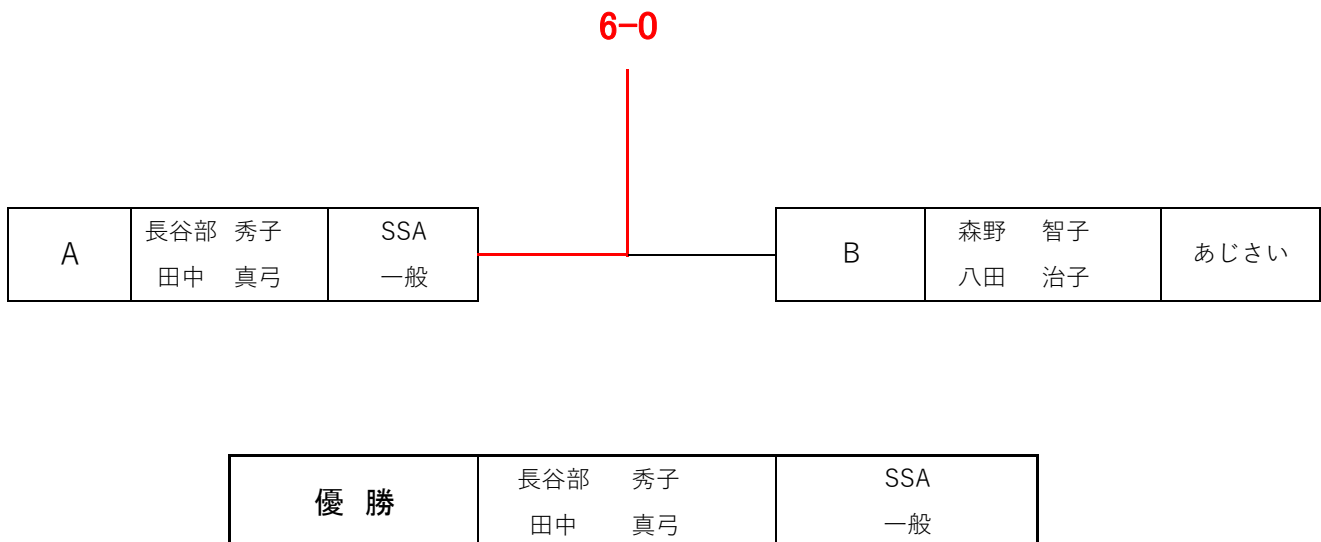 6-0
A 長谷部 秀子 SSA
田中 真弓 一般
B 森野 智子 あじさい
八田 治子
優 勝 長谷部 秀子 SSA
田中 真弓 一般